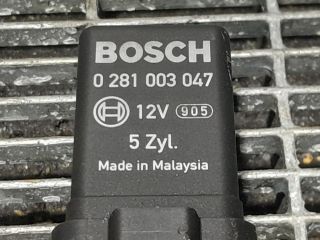 BOSCH
0 281 003 047
12V 905
5 Zyl.
Made in Malaysia